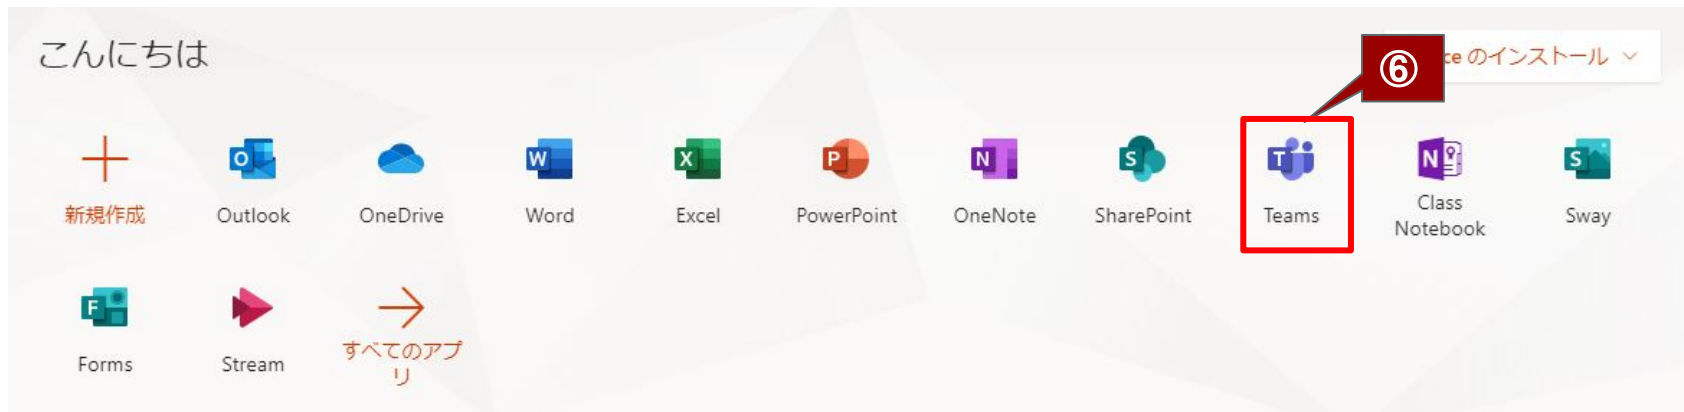 こんにちは
⑥
ce のインストール
新規作成
Outlook
OneDrive
Word
Excel
PowerPoint
OneNote
SharePoint
Teams
Class
Notebook
Sway
Forms
Stream
すべてのアプ
リ